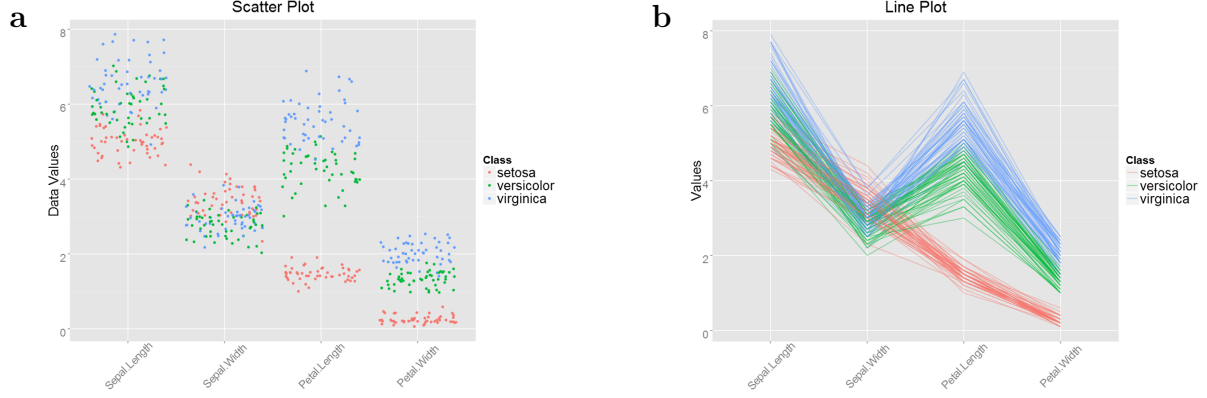 a
Scatter Plot
8
6
4
2
0
Data Values
Sepal.Length
Sepal.Width
Petal.Length
Petal.Width
Class
setosa
versicolor
virginica
b
Line Plot
8
6
4
2
0
Values
Sepal.Length
Sepal.Width
Petal.Length
Petal.Width
Class
setosa
versicolor
virginica